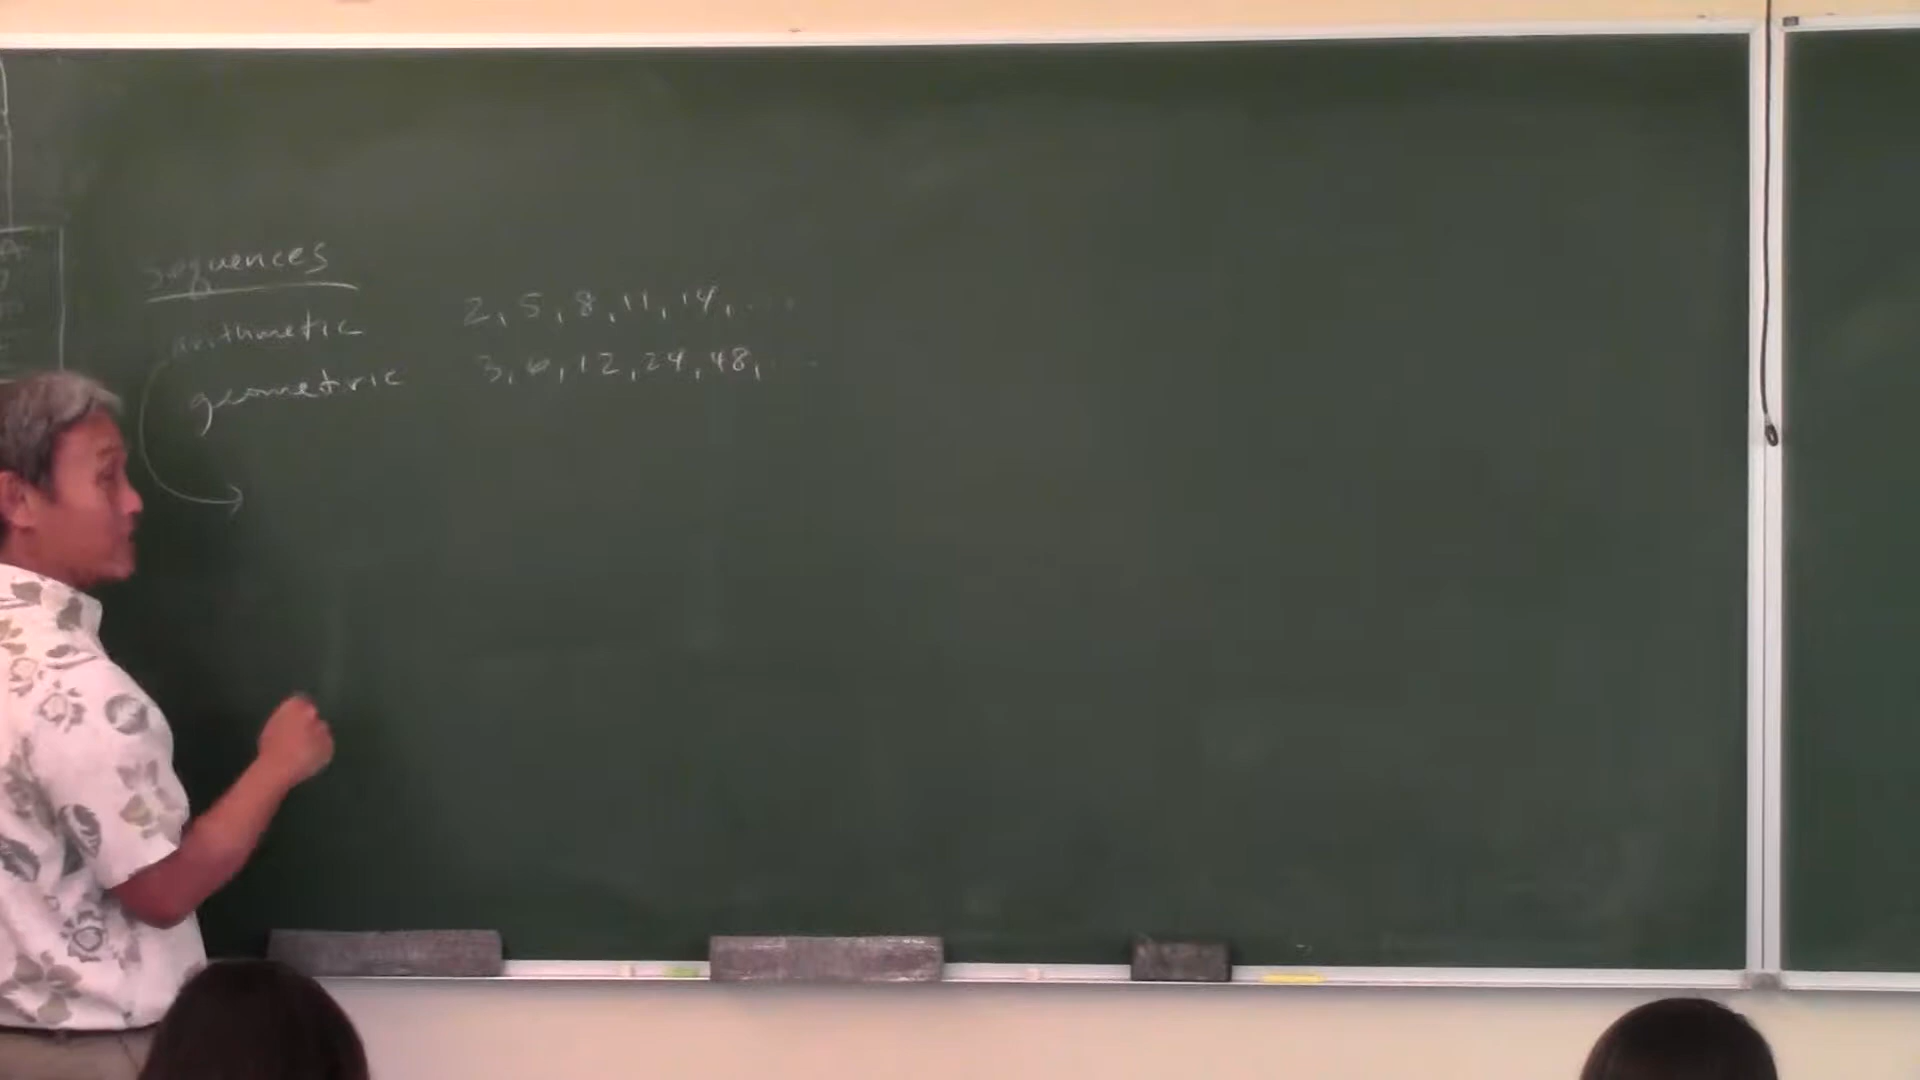 sequences
arithmetic 2, 5, 8, 11, 14, ...
geometric 3, 6, 12, 24, 48, ...